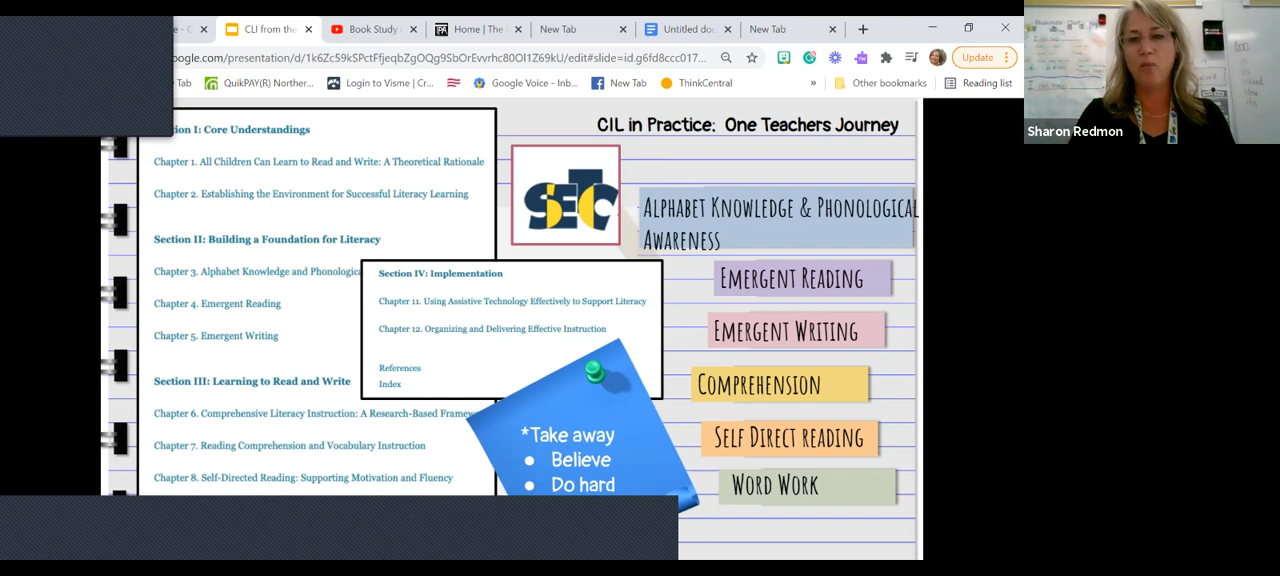 CLI from the
Book Study
Home | The
New Tab
Untitled dou
New Tab
oogle.com/presentation/d/1k6Zc59kSPctFfjeqbZgOQg9SbOrEvvrhc80Ol1Z69kU/edit#slide=id.g6fd8ccc017...
Update
Tab
QuikPAY(R) Norther...
Login to Visme | Cr...
Google Voice - Inb...
New Tab
ThinkCentral
»
Other bookmarks
Reading list
Sharon Redmon
CIL in Practice: One Teachers Journey
tion I: Core Understandings
Chapter 1. All Children Can Learn to Read and Write: A Theoretical Rationale
Chapter 2. Establishing the Environment for Successful Literacy Learning
Section II: Building a Foundation for Literacy
Chapter 3. Alphabet Knowledge and Phonologica
Chapter 4. Emergent Reading
Chapter 5. Emergent Writing
Section III: Learning to Read and Write
Chapter 6. Comprehensive Literacy Instruction: A Research-Based Framew
Chapter 7. Reading Comprehension and Vocabulary Instruction
Chapter 8. Self-Directed Reading: Supporting Motivation and Fluency
Section IV: Implementation
Chapter 11. Using Assistive Technology Effectively to Support Literacy
Chapter 12. Organizing and Delivering Effective Instruction
References
Index
SETC
*Take away
● Believe
● Do hard
Alphabet Knowledge & Phonological
Awareness
Emergent Reading
Emergent Writing
Comprehension
Self Direct reading
Word Work